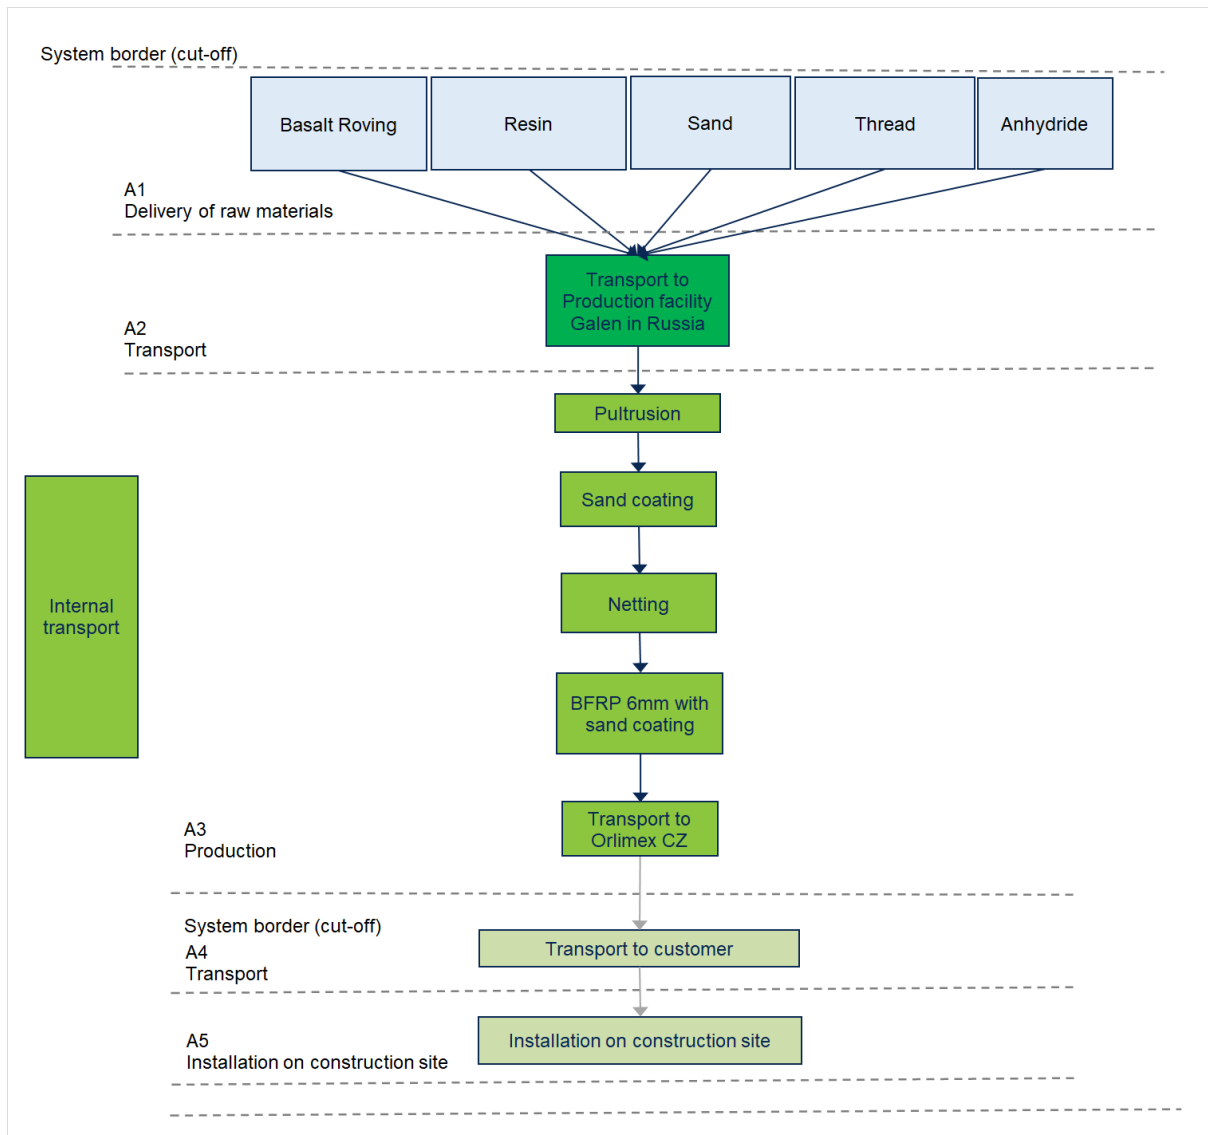 System border (cut-off)
Basalt Roving
Resin
Sand
Thread
Anhydride
A1
Delivery of raw materials
Transport to
Production facility
Galen in Russia
A2
Transport
Pultrusion
Sand coating
Netting
Internal
transport
BFRP 6mm with
sand coating
Transport to
Orlimex CZ
A3
Production
System border (cut-off)
A4
Transport
Transport to customer
A5
Installation on construction site
Installation on construction site